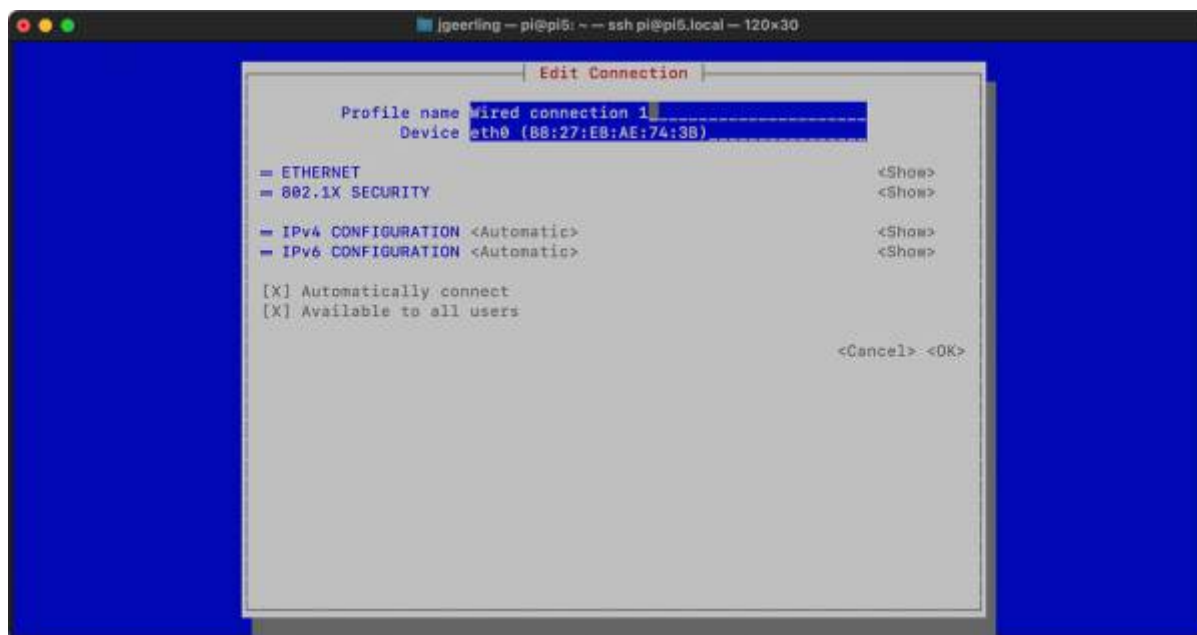 jgeerling — pi@pi5: ~ — ssh pi@pi5.local — 120×30
Edit Connection
Profile name Wired connection 1
Device eth0 (B8:27:EB:AE:74:3B)
= ETHERNET <Show>
= 802.1X SECURITY <Show>
= IPv4 CONFIGURATION <Automatic> <Show>
= IPv6 CONFIGURATION <Automatic> <Show>
[X] Automatically connect
[X] Available to all users
<Cancel> <OK>